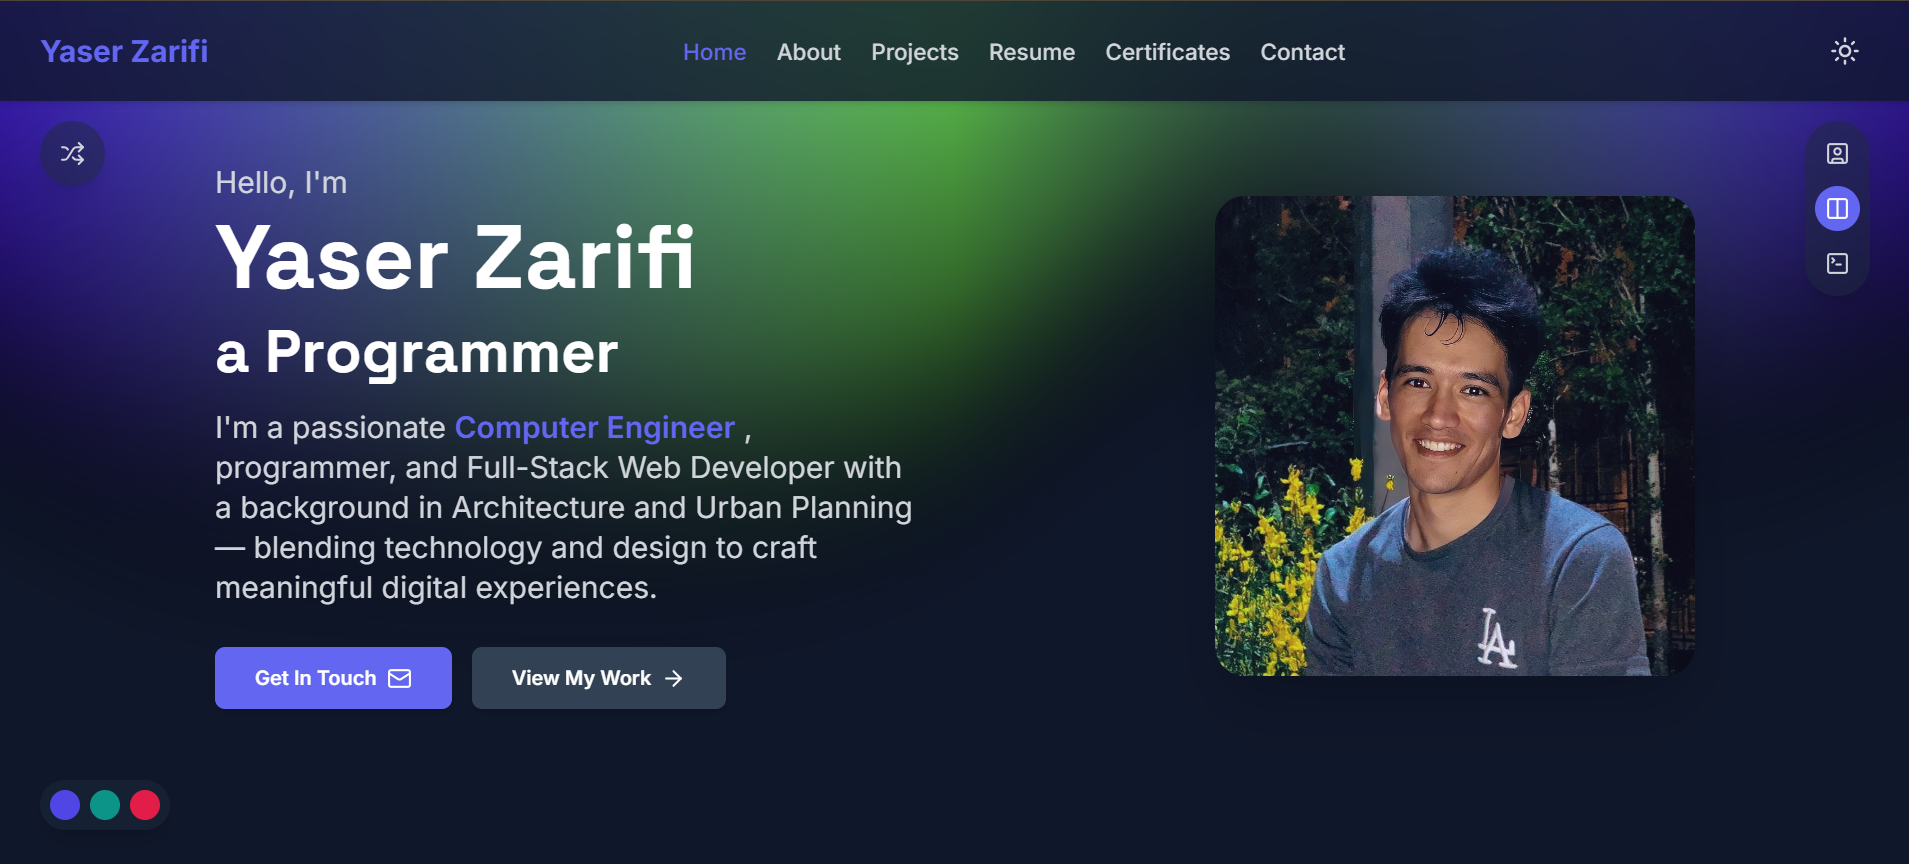 Yaser Zarifi
Home About Projects Resume Certificates Contact
Hello, I'm
Yaser Zarifi
a Programmer
I'm a passionate Computer Engineer ,
programmer, and Full-Stack Web Developer with
a background in Architecture and Urban Planning
— blending technology and design to craft
meaningful digital experiences.
Get In Touch
View My Work
LA